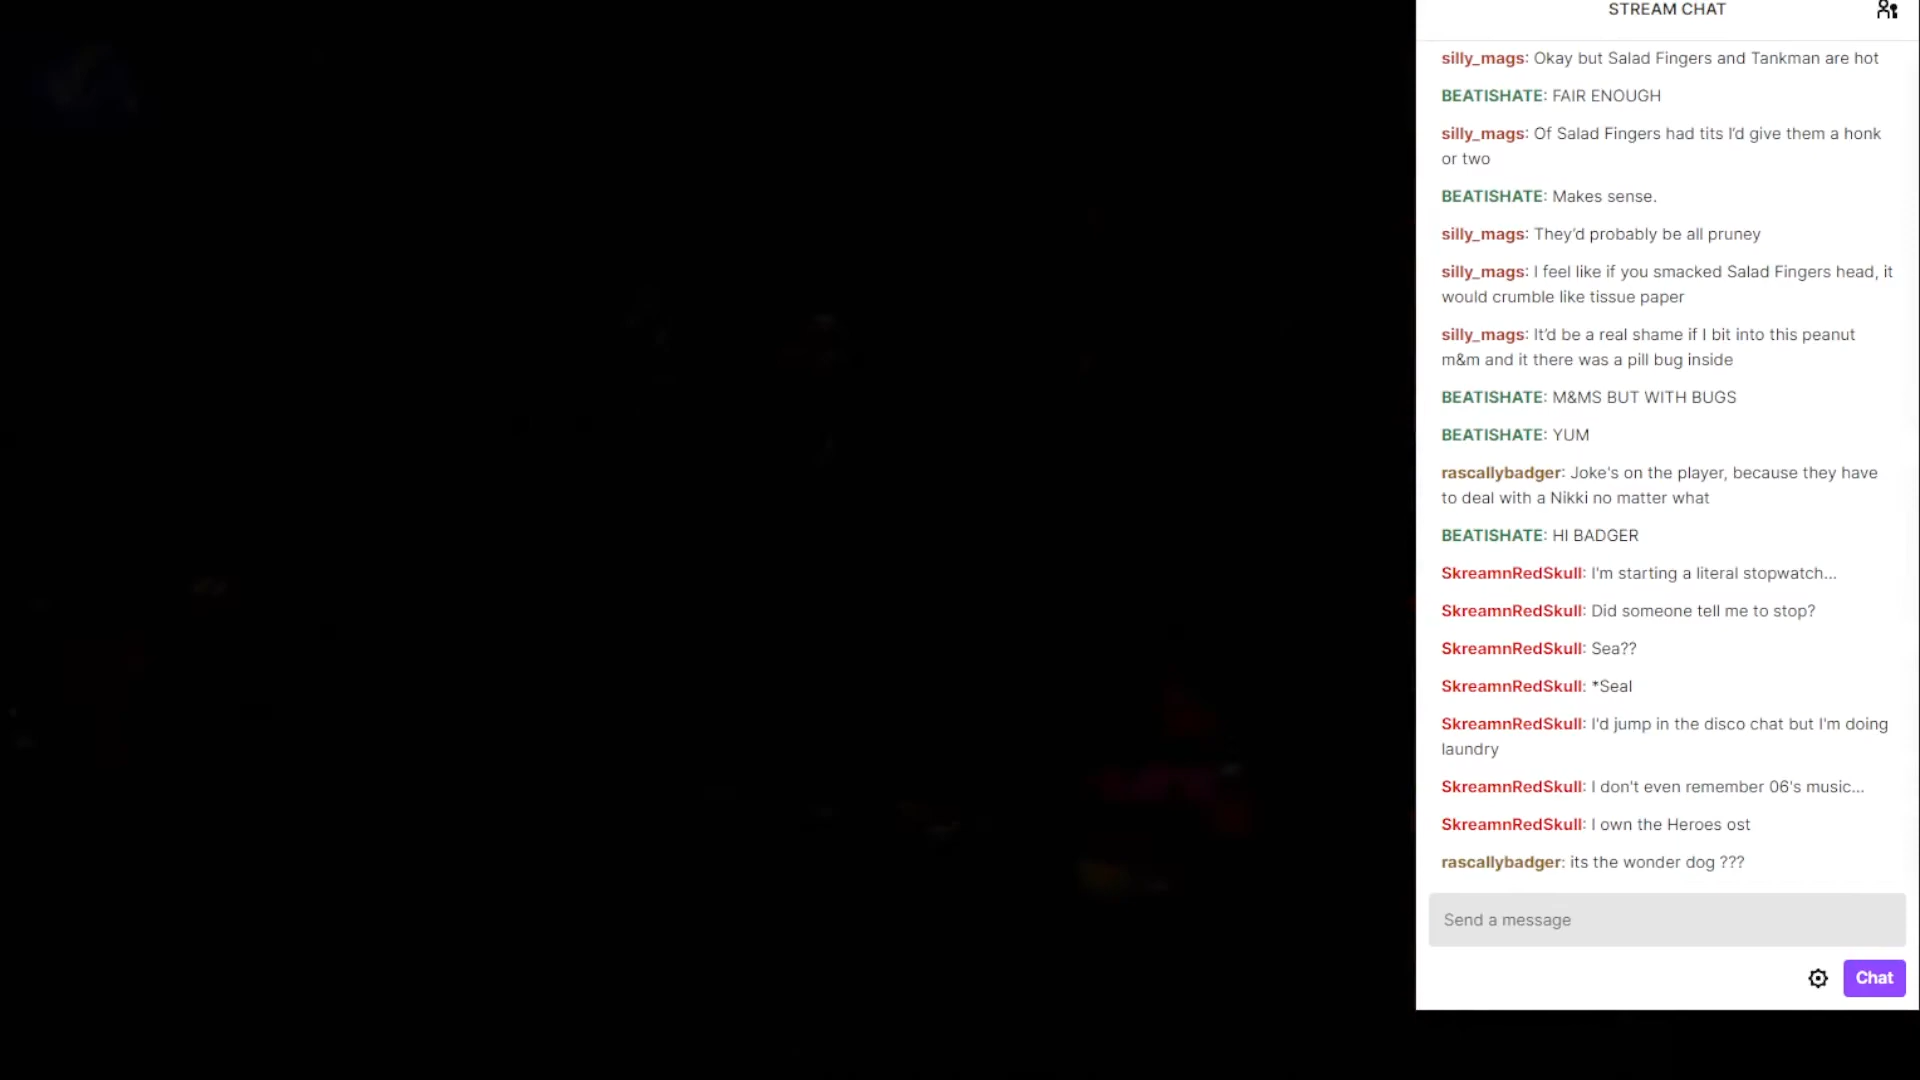 STREAM CHAT
silly_mags: Okay but Salad Fingers and Tankman are hot
BEATISHATE: FAIR ENOUGH
silly_mags: Of Salad Fingers had tits I'd give them a honk
or two
BEATISHATE: Makes sense.
silly_mags: They'd probably be all pruney
silly_mags: I feel like if you smacked Salad Fingers head, it
would crumble like tissue paper
silly_mags: It'd be a real shame if I bit into this peanut
m&m and it there was a pill bug inside
BEATISHATE: M&MS BUT WITH BUGS
BEATISHATE: YUM
rascallybadger: Joke's on the player, because they have
to deal with a Nikki no matter what
BEATISHATE: HI BADGER
SkreamnRedSkull: I'm starting a literal stopwatch...
SkreamnRedSkull: Did someone tell me to stop?
SkreamnRedSkull: Sea??
SkreamnRedSkull: *Seal
SkreamnRedSkull: I'd jump in the disco chat but I'm doing
laundry
SkreamnRedSkull: I don't even remember 06's music...
SkreamnRedSkull: I own the Heroes ost
rascallybadger: its the wonder dog ???
Send a message
Chat